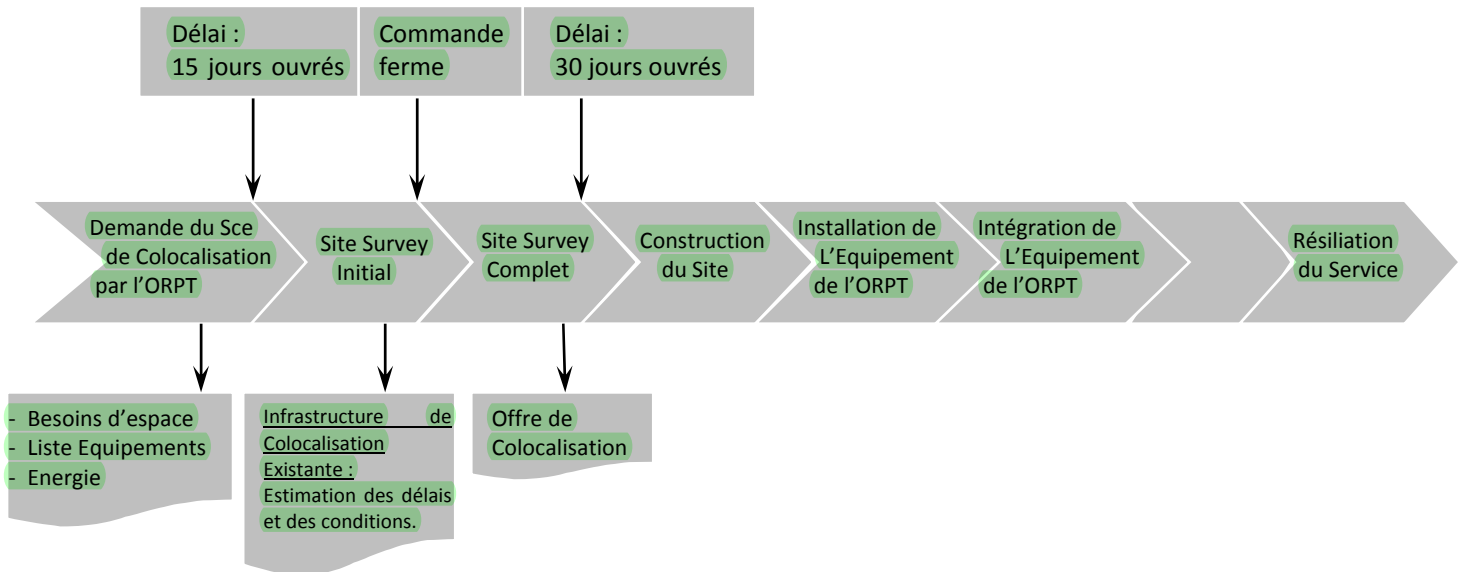 Délai :
15 jours ouvrés
Commande
ferme
Délai :
30 jours ouvrés
Demande du Sce
de Colocalisation
par l’ORPT
Site Survey
Initial
Site Survey
Complet
Construction
du Site
Installation de
L’Equipement
de l’ORPT
Intégration de
L’Equipement
de l’ORPT
Résiliation
du Service
- Besoins d’espace
- Liste Equipements
- Energie
Infrastructure de
Colocalisation
Existante :
Estimation des délais
et des conditions.
Offre de
Colocalisation